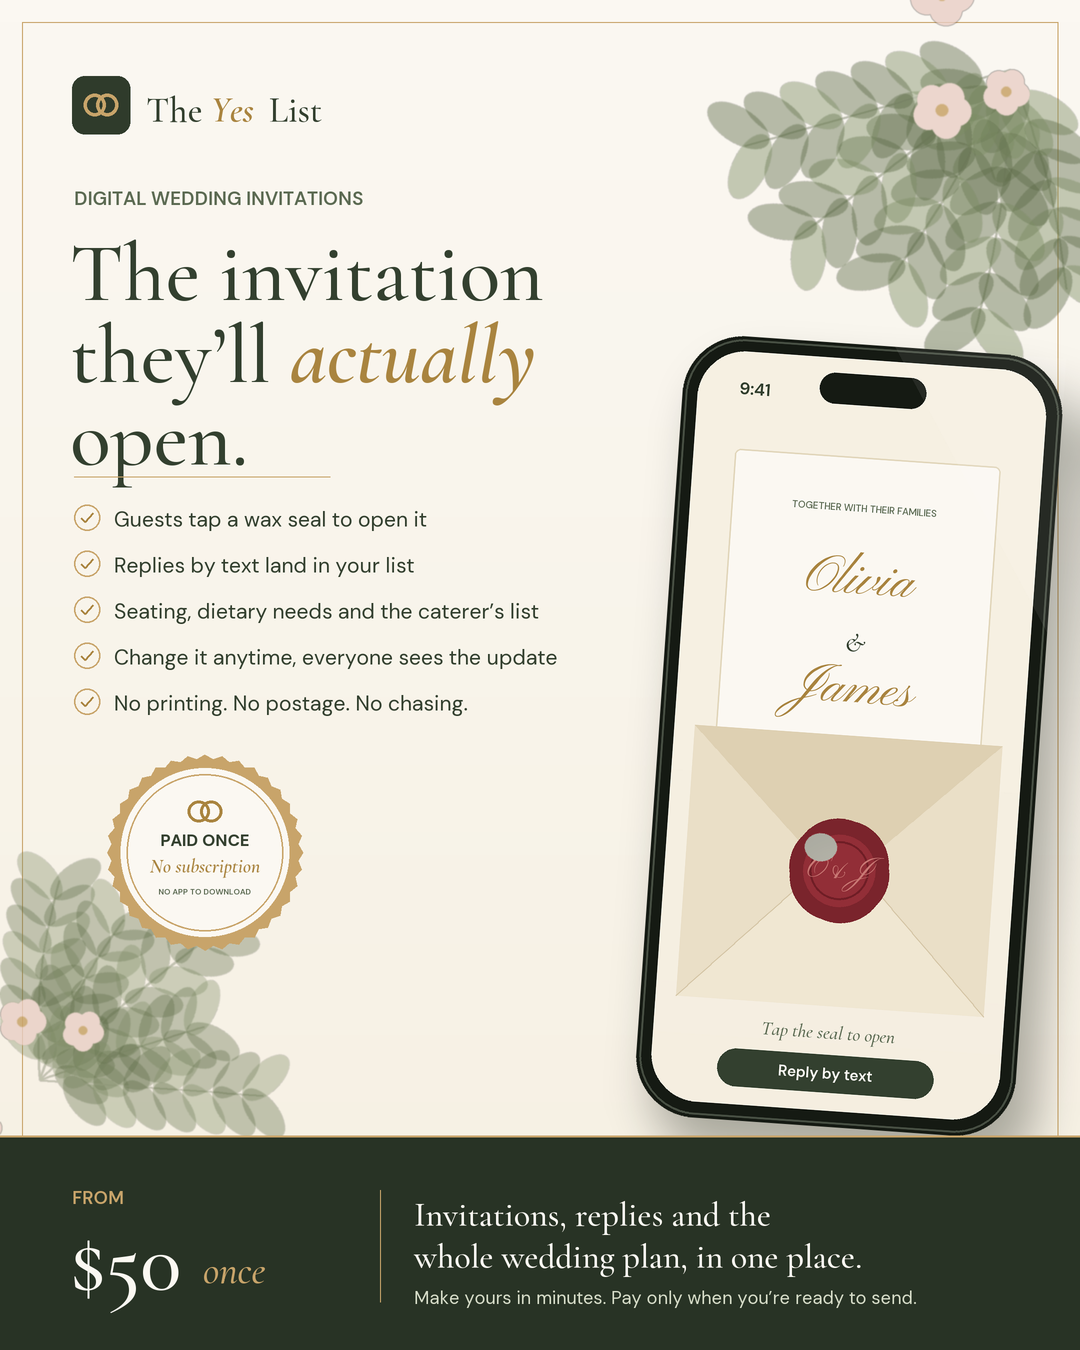 The Yes List
DIGITAL WEDDING INVITATIONS
The invitation
they’ll actually
open.
Guests tap a wax seal to open it
Replies by text land in your list
Seating, dietary needs and the caterer’s list
Change it anytime, everyone sees the update
No printing. No postage. No chasing.
PAID ONCE
No subscription
NO APP TO DOWNLOAD
9:41
TOGETHER WITH THEIR FAMILIES
Olivia
&
James
O & J
Tap the seal to open
Reply by text
FROM
$50 once
Invitations, replies and the
whole wedding plan, in one place.
Make yours in minutes. Pay only when you’re ready to send.